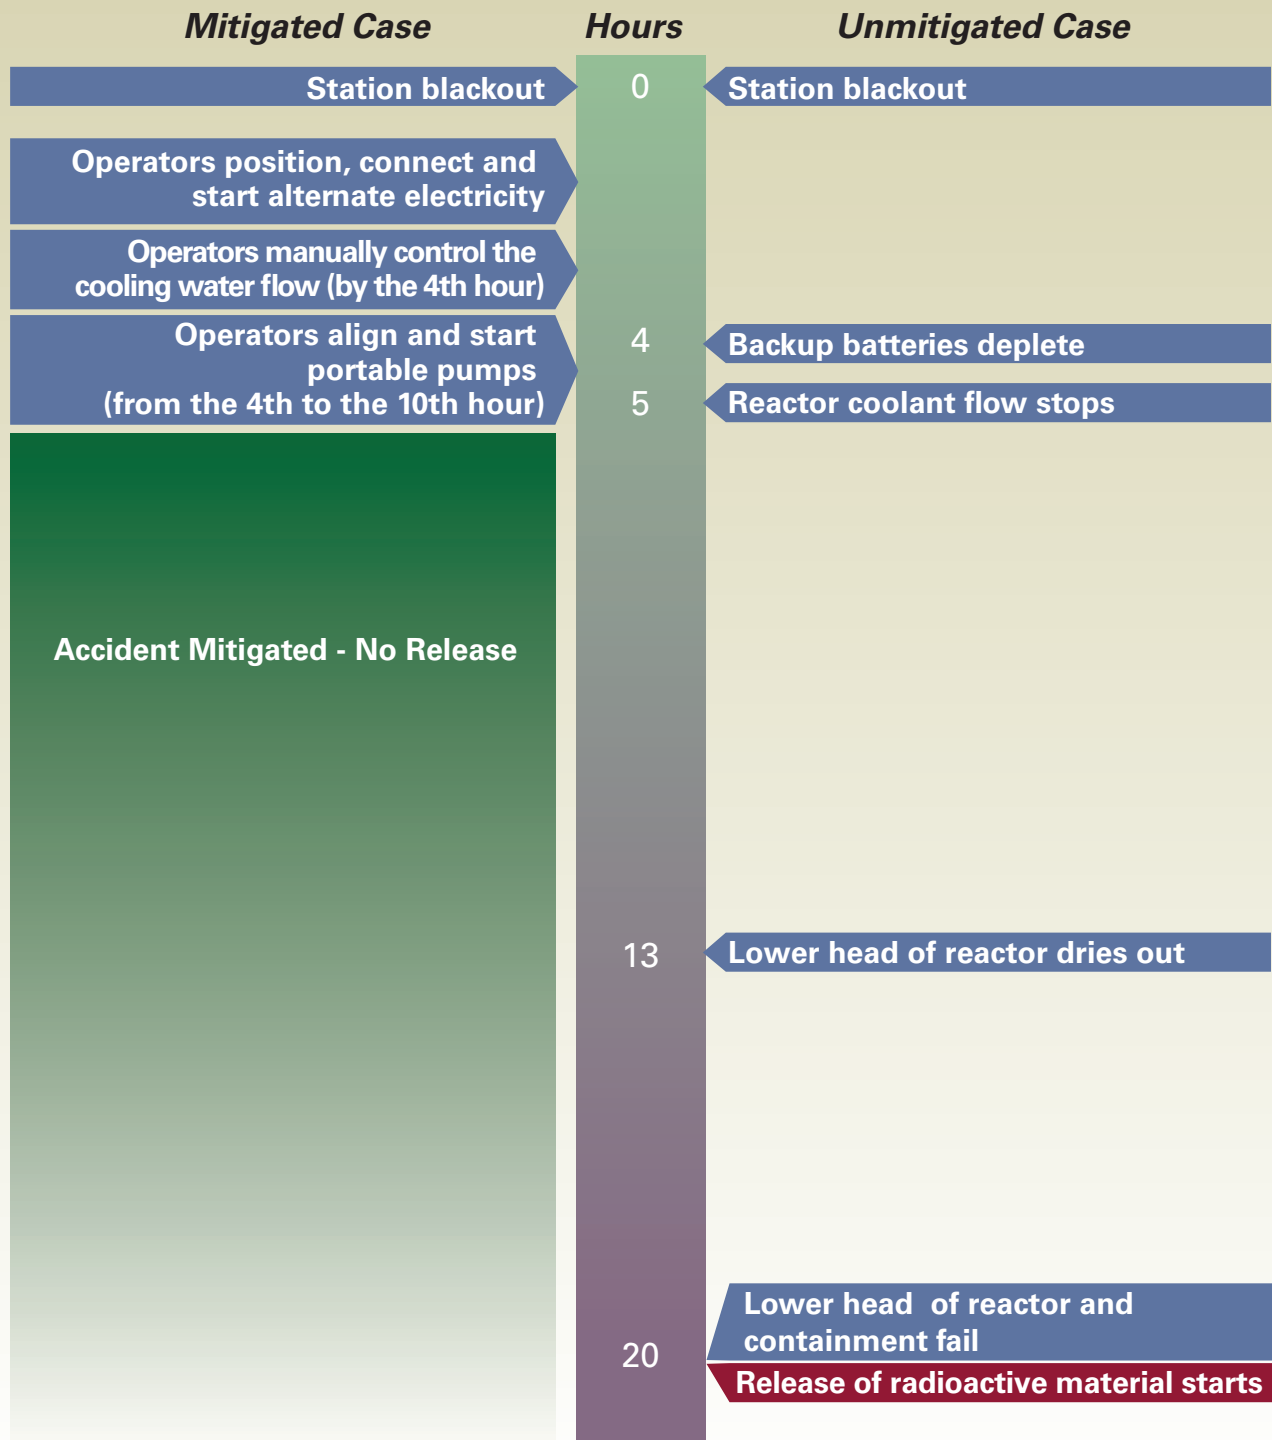 Mitigated Case
Hours
Unmitigated Case
Station blackout
0
Station blackout
Operators position, connect and
start alternate electricity
Operators manually control the
cooling water flow (by the 4th hour)
Operators align and start
portable pumps
(from the 4th to the 10th hour)
4
Backup batteries deplete
5
Reactor coolant flow stops
Accident Mitigated - No Release
13
Lower head of reactor dries out
Lower head of reactor and
containment fail
20
Release of radioactive material starts